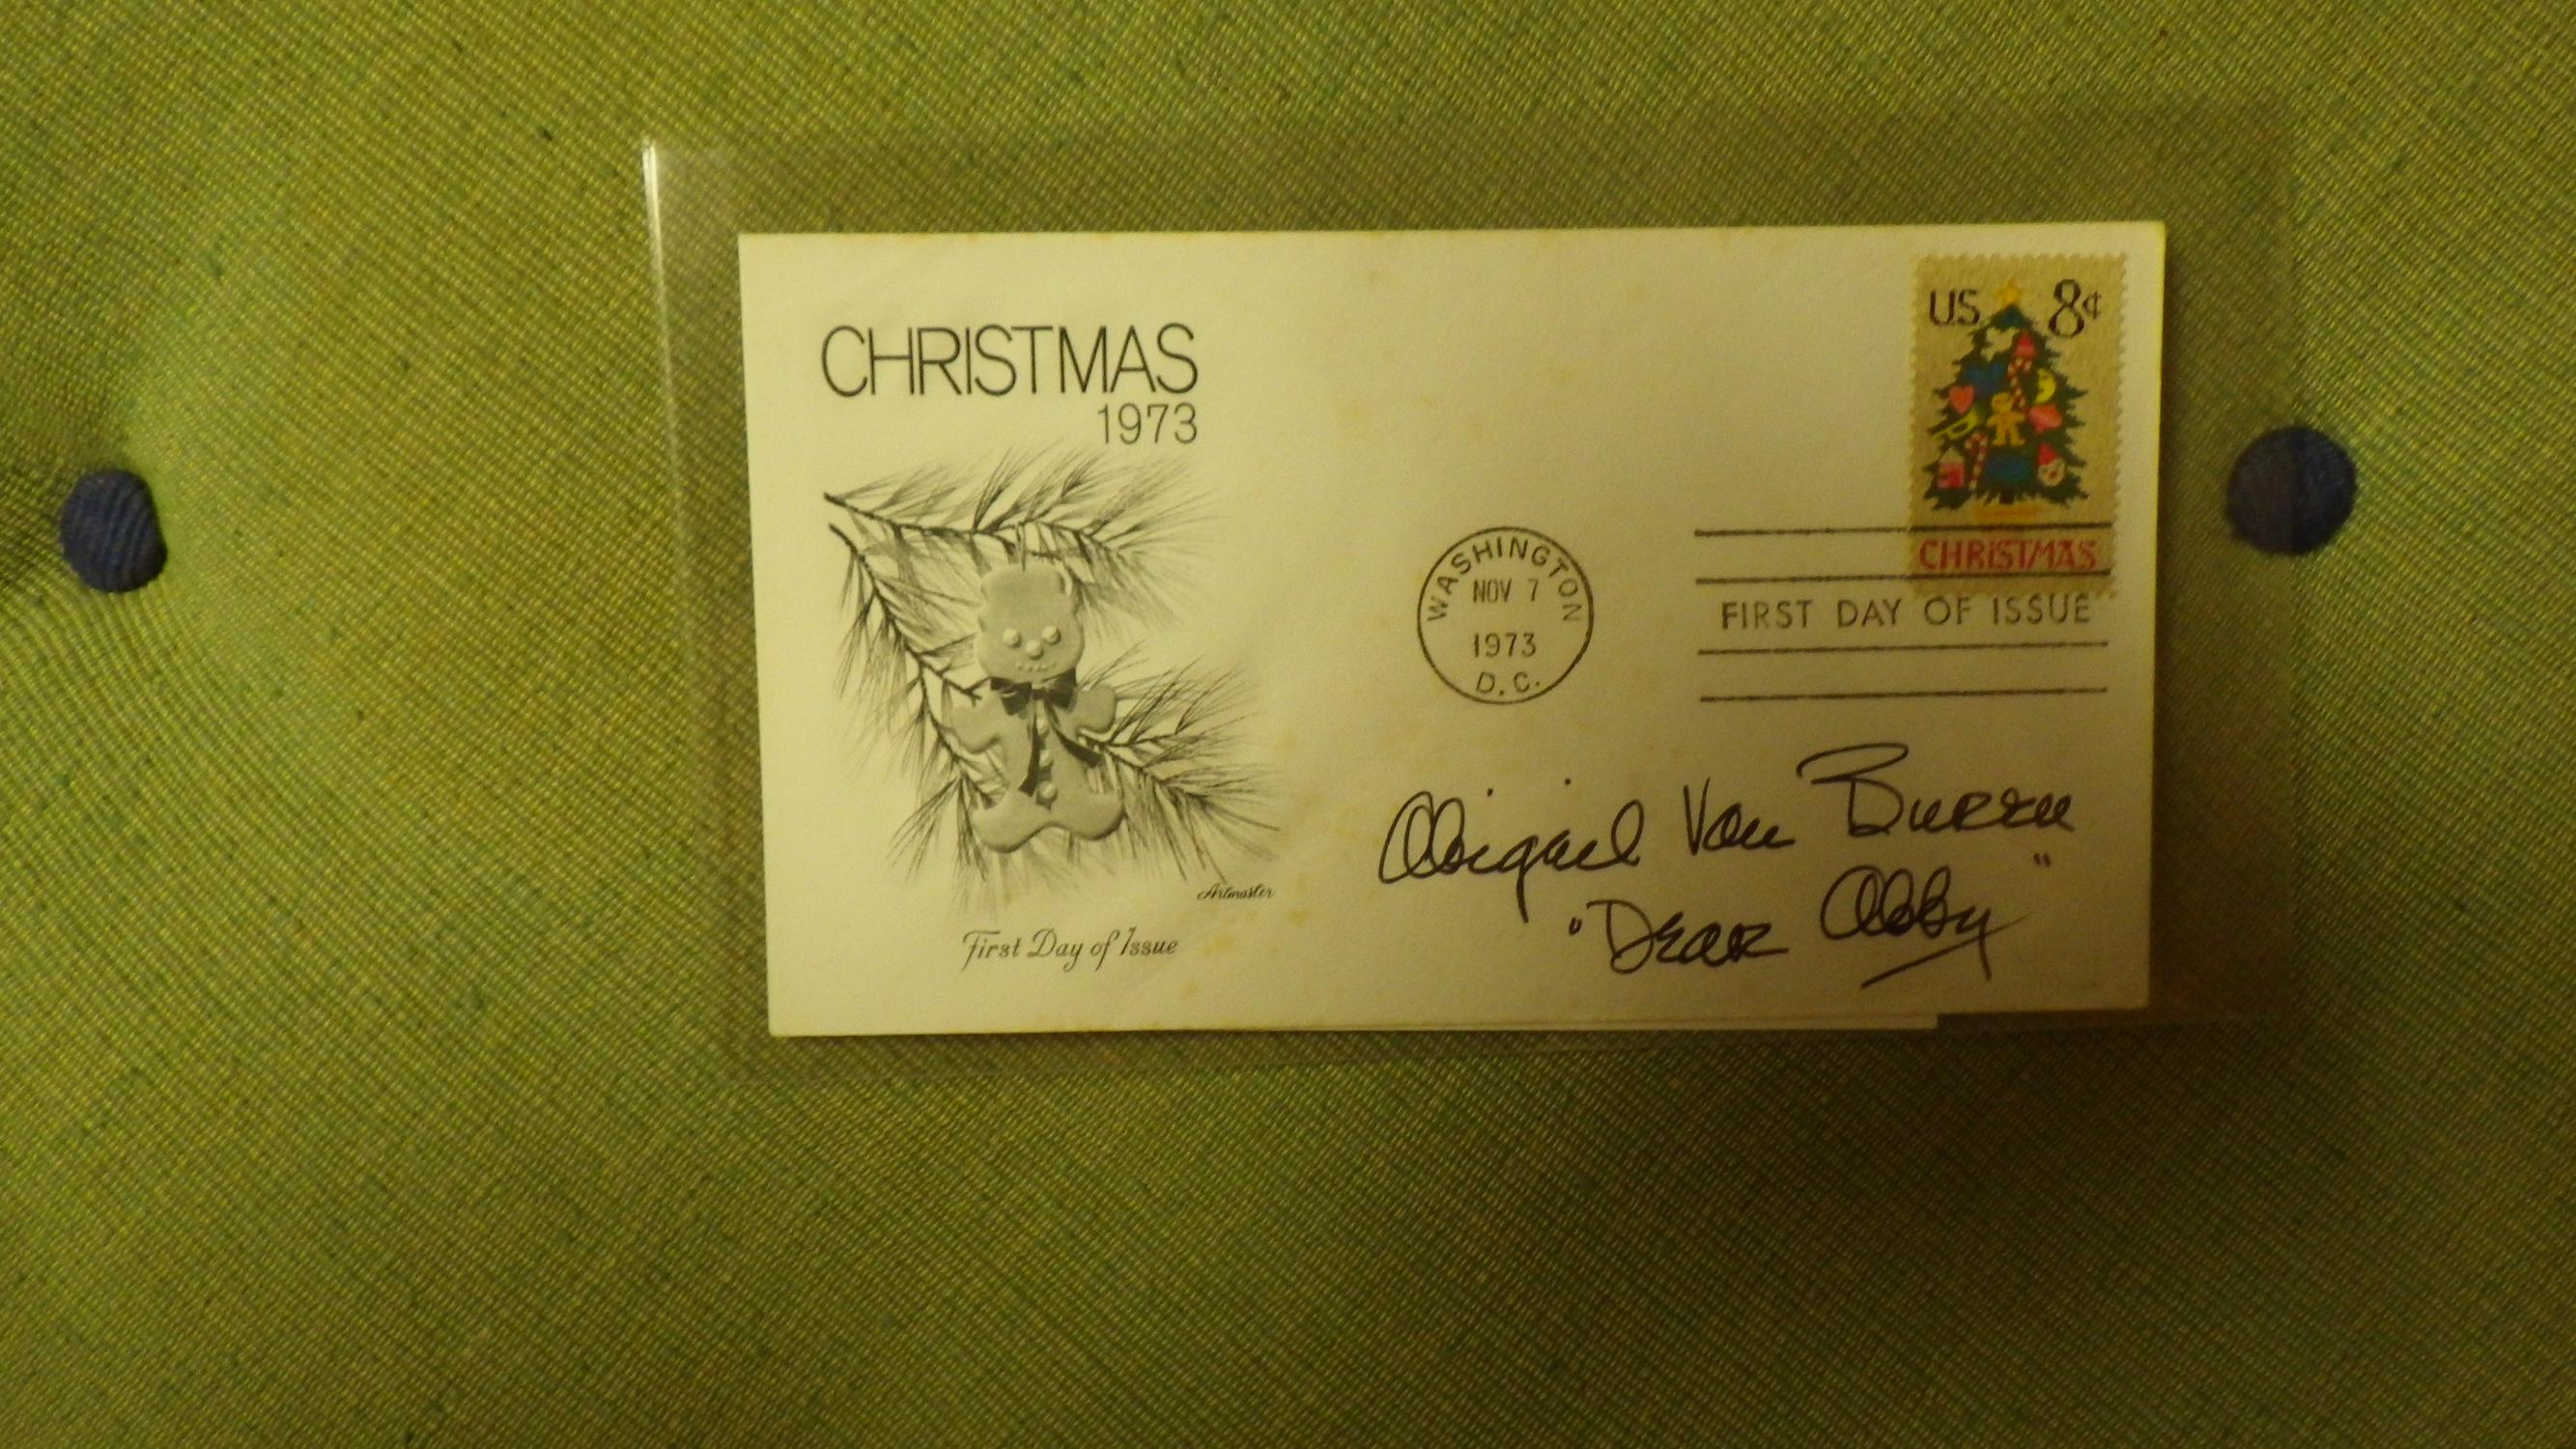 CHRISTMAS
1973
US 8¢
CHRISTMAS
WASHINGTON
NOV 7
1973
D.C.
FIRST DAY OF ISSUE
Artmaster
First Day of Issue
Abigail Van Buren
"Dear Abby"